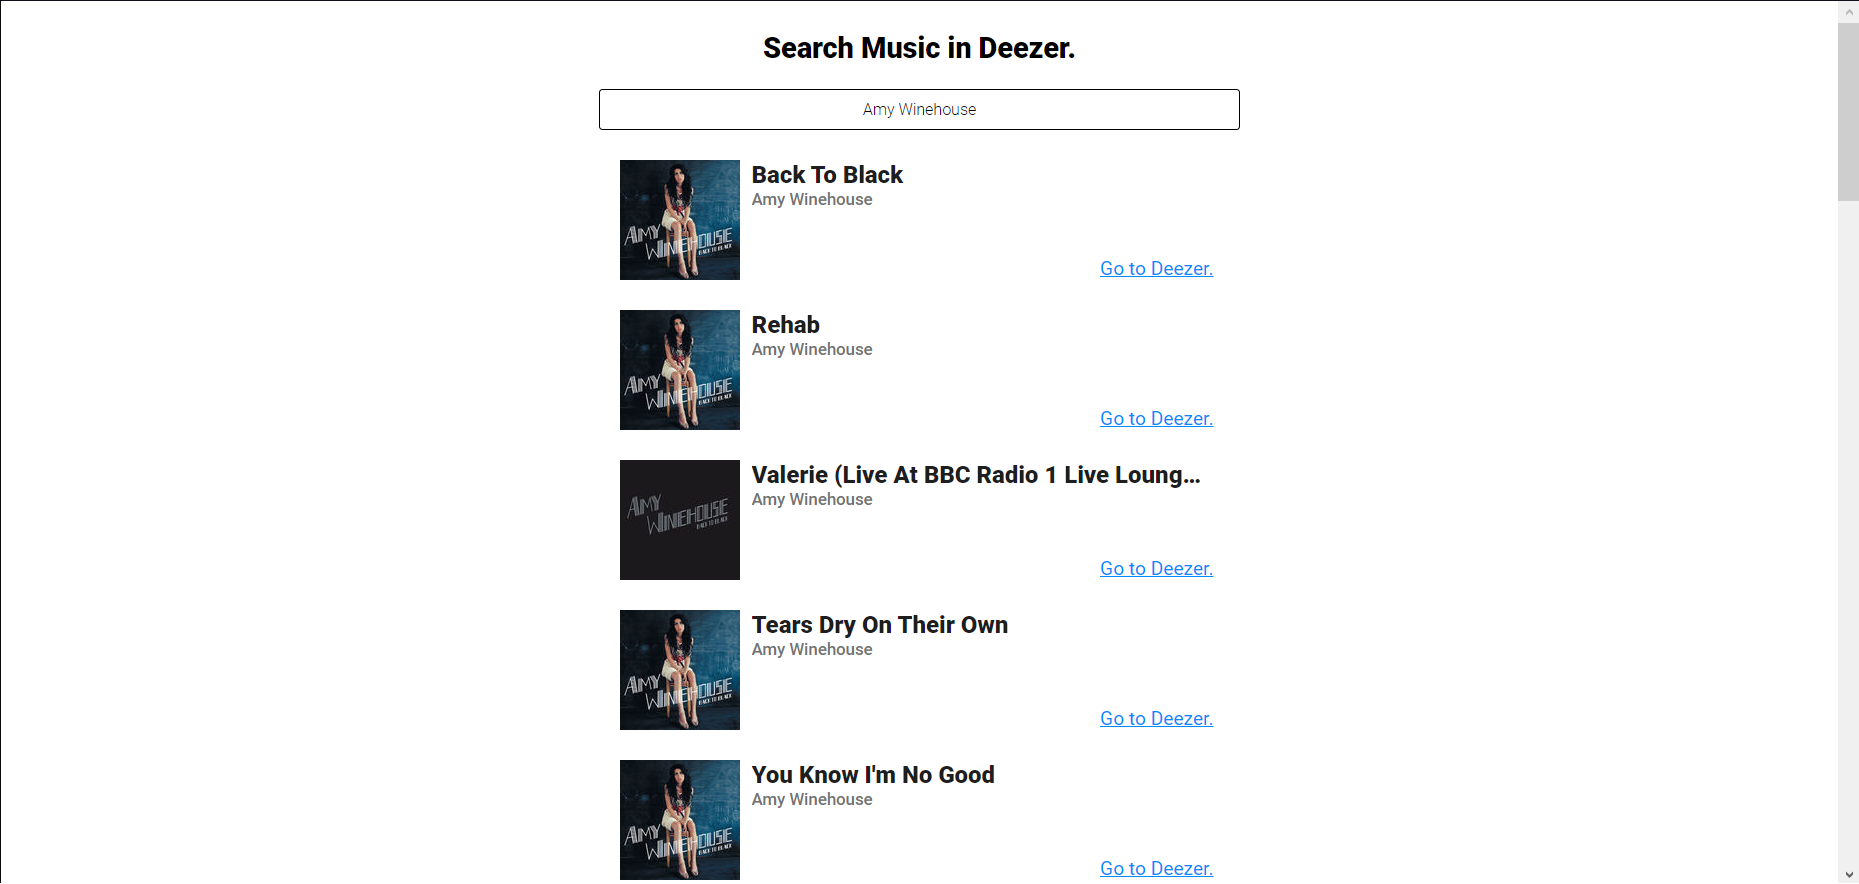 Search Music in Deezer.
Amy Winehouse
AMY
WINEHOUSE
BACK TO BLACK
Back To Black
Amy Winehouse
Go to Deezer.
AMY
WINEHOUSE
BACK TO BLACK
Rehab
Amy Winehouse
Go to Deezer.
AMY
WINEHOUSE
BACK TO BLACK
Valerie (Live At BBC Radio 1 Live Loung...
Amy Winehouse
Go to Deezer.
AMY
WINEHOUSE
BACK TO BLACK
Tears Dry On Their Own
Amy Winehouse
Go to Deezer.
AMY
WINEHOUSE
BACK TO BLACK
You Know I'm No Good
Amy Winehouse
Go to Deezer.